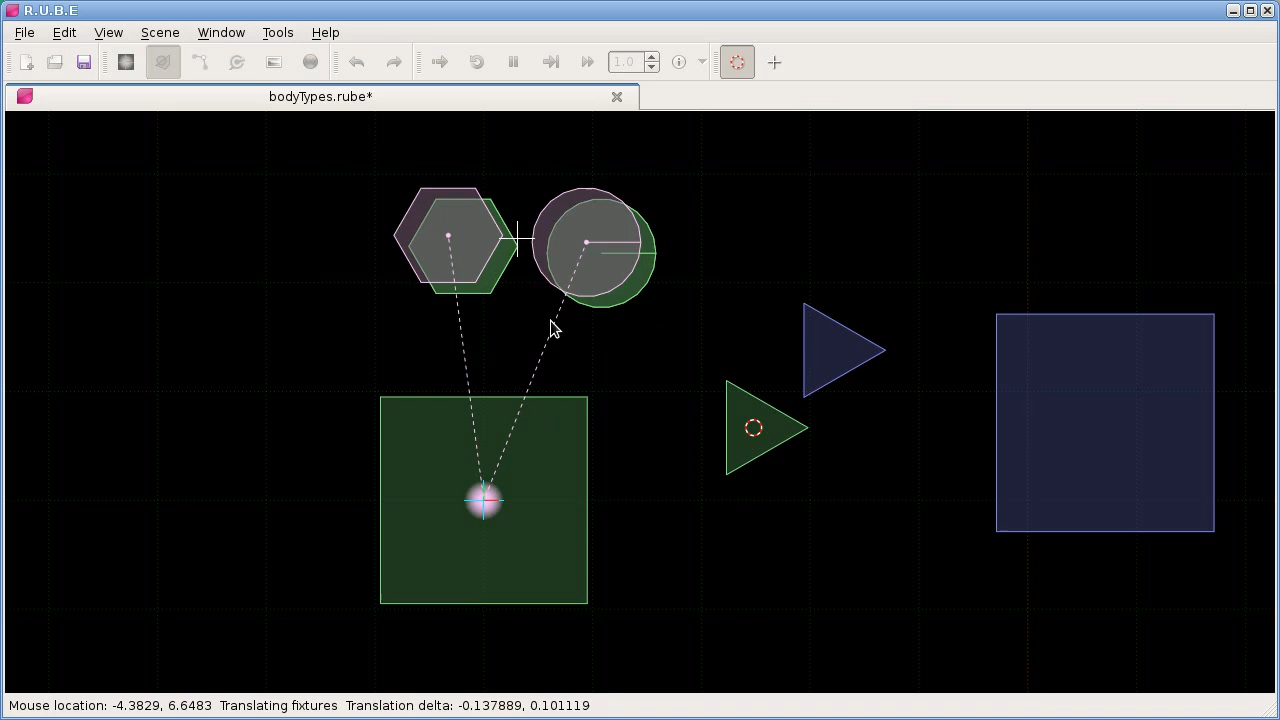 R.U.B.E
File Edit View Scene Window Tools Help
1.0
bodyTypes.rube*
Mouse location: -4.3829, 6.6483 Translating fixtures Translation delta: -0.137889, 0.101119